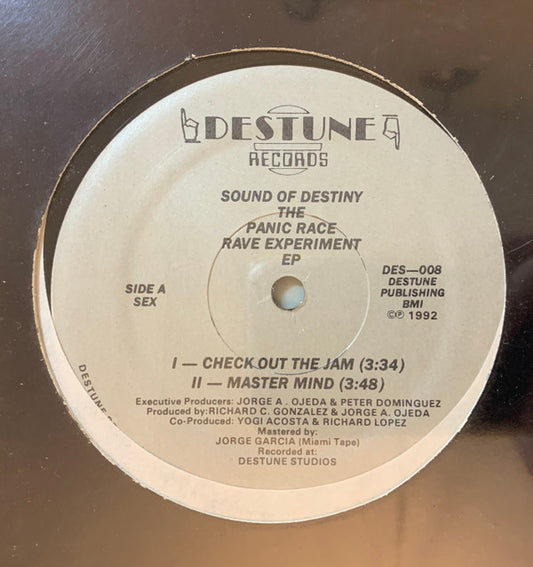 DESTUNE
RECORDS
SOUND OF DESTINY
THE
PANIC RACE
RAVE EXPERIMENT
EP
SIDE A
SEX
DES—008
DESTUNE
PUBLISHING
BMI
©℗ 1992
I — CHECK OUT THE JAM (3:34)
II — MASTER MIND (3:48)
Executive Producers: JORGE A . OJEDA & PETER DOMINGUEZ
Produced by:RICHARD C. GONZALEZ & JORGE A. OJEDA
Co-Produced: YOGI ACOSTA & RICHARD LOPEZ
Mastered by:
JORGE GARCIA (Miami Tape)
Recorded at:
DESTUNE STUDIOS
DESTUNE